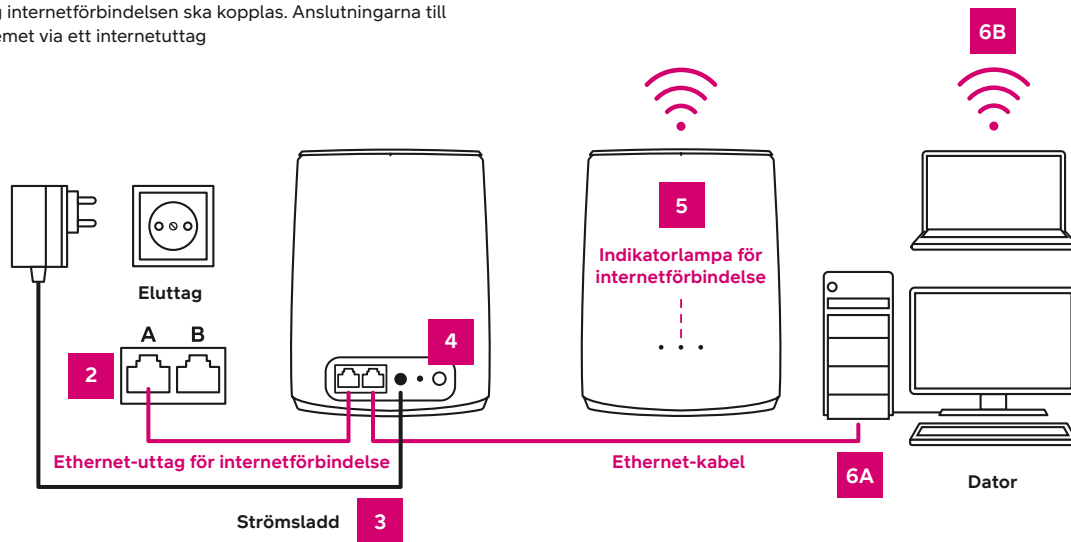 internetförbindelsen ska kopplas. Anslutningarna till
via ett internetuttag
6B
5
Indikatorlampa för
internetförbindelse
Eluttag
A B
4
2
Ethernet-uttag för internetförbindelse
Ethernet-kabel
6A
Dator
Strömsladd
3